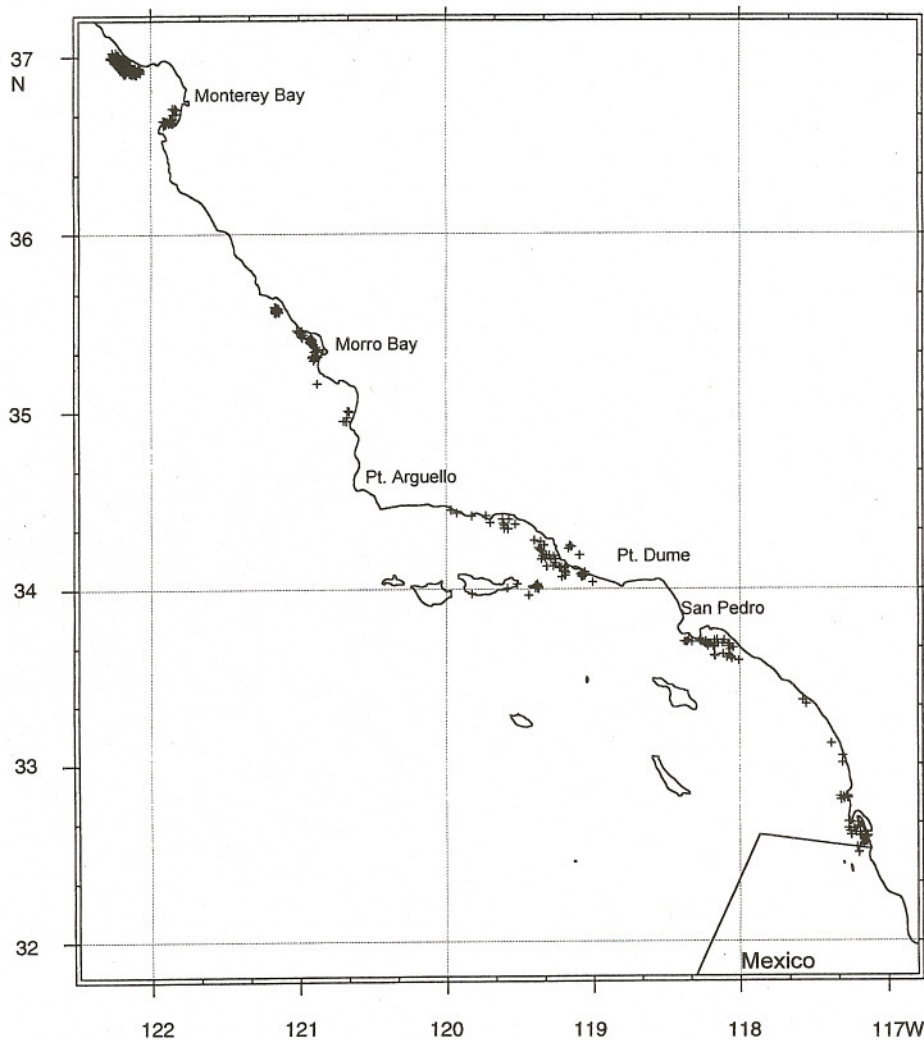 37
N
Monterey Bay
36
Morro Bay
35
Pt. Arguello
Pt. Dume
34
San Pedro
33
32
Mexico
122 121 120 119 118 117W